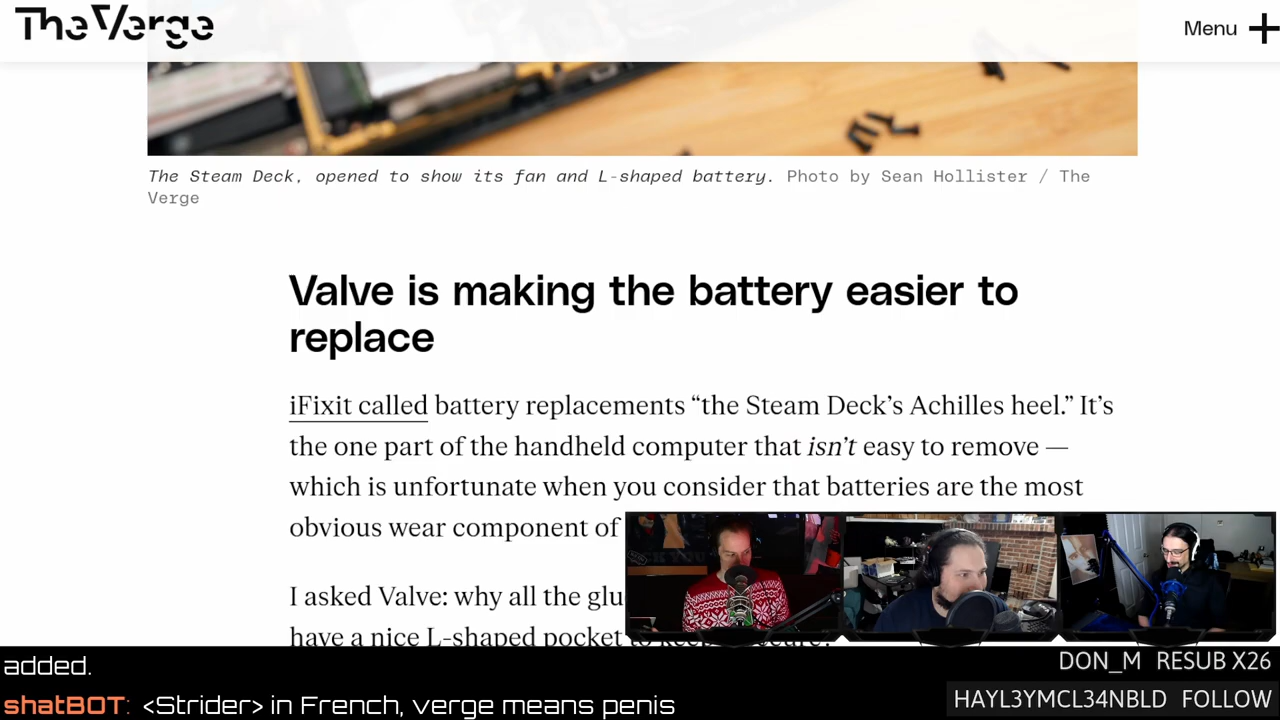 The Verge
Menu
The Steam Deck, opened to show its fan and L-shaped battery. Photo by Sean Hollister / The
Verge
Valve is making the battery easier to
replace
iFixit called battery replacements “the Steam Deck’s Achilles heel.” It’s
the one part of the handheld computer that isn’t easy to remove —
which is unfortunate when you consider that batteries are the most
obvious wear component of
I asked Valve: why all the glu
have a nice L-shaped pocket to keep
added.
DON_M RESUB X26
shatBOT: <Strider> in French, verge means penis
HAYL3YMCL34NBLD FOLLOW